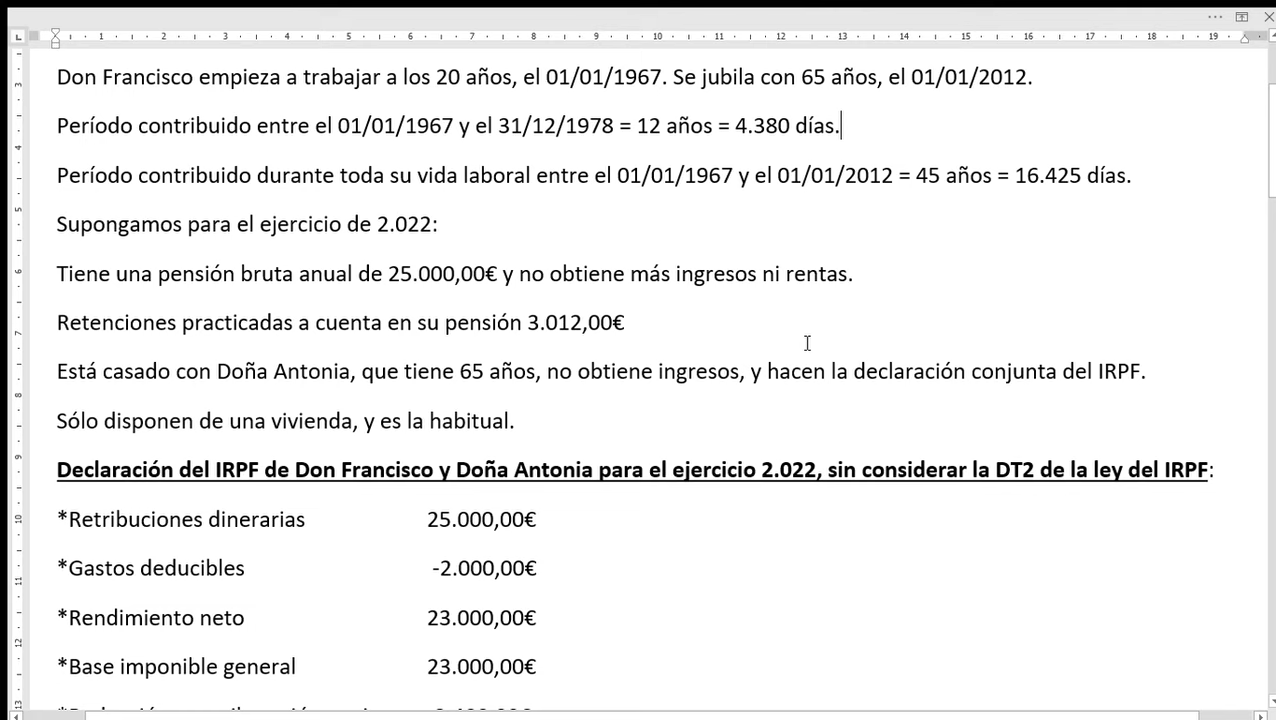 Don Francisco empieza a trabajar a los 20 años, el 01/01/1967. Se jubila con 65 años, el 01/01/2012.
Período contribuido entre el 01/01/1967 y el 31/12/1978 = 12 años = 4.380 días.
Período contribuido durante toda su vida laboral entre el 01/01/1967 y el 01/01/2012 = 45 años = 16.425 días.
Supongamos para el ejercicio de 2.022:
Tiene una pensión bruta anual de 25.000,00€ y no obtiene más ingresos ni rentas.
Retenciones practicadas a cuenta en su pensión 3.012,00€
Está casado con Doña Antonia, que tiene 65 años, no obtiene ingresos, y hacen la declaración conjunta del IRPF.
Sólo disponen de una vivienda, y es la habitual.
Declaración del IRPF de Don Francisco y Doña Antonia para el ejercicio 2.022, sin considerar la DT2 de la ley del IRPF:
*Retribuciones dinerarias 25.000,00€
*Gastos deducibles -2.000,00€
*Rendimiento neto 23.000,00€
*Base imponible general 23.000,00€